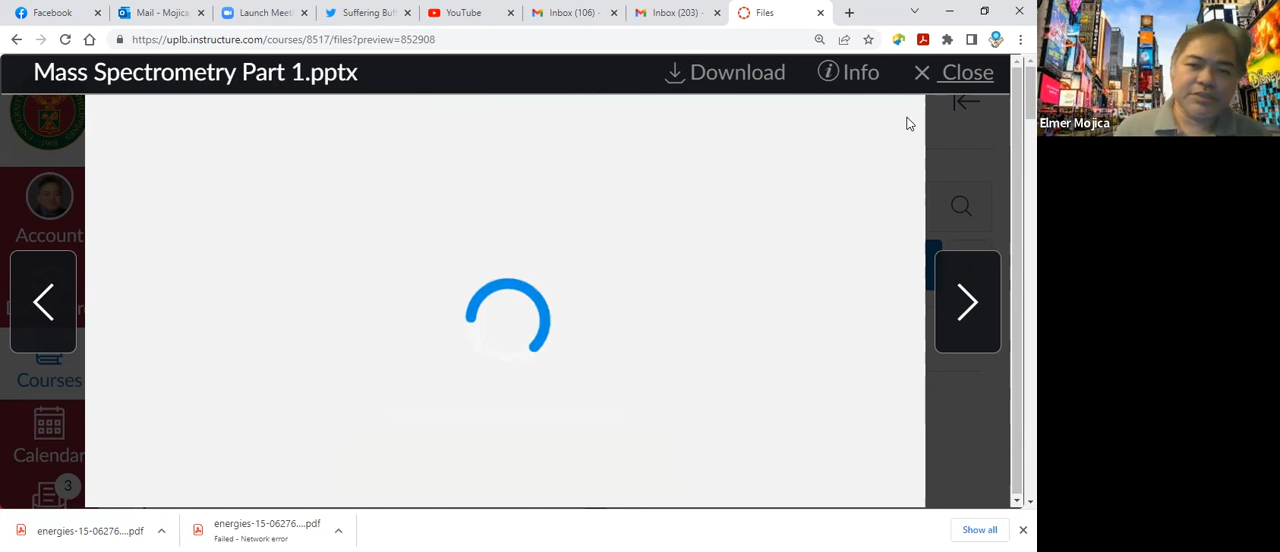 Facebook
Mail - Mojica
Launch Meeti
Suffering Buf
YouTube
Inbox (106) -
Inbox (203) -
Files
https://uplb.instructure.com/courses/8517/files?preview=852908
Mass Spectrometry Part 1.pptx
Download
Info
Close
Elmer Mojica
Account
Courses
Calendar
3
energies-15-06276....pdf
energies-15-06276....pdf
Failed - Network error
Show all